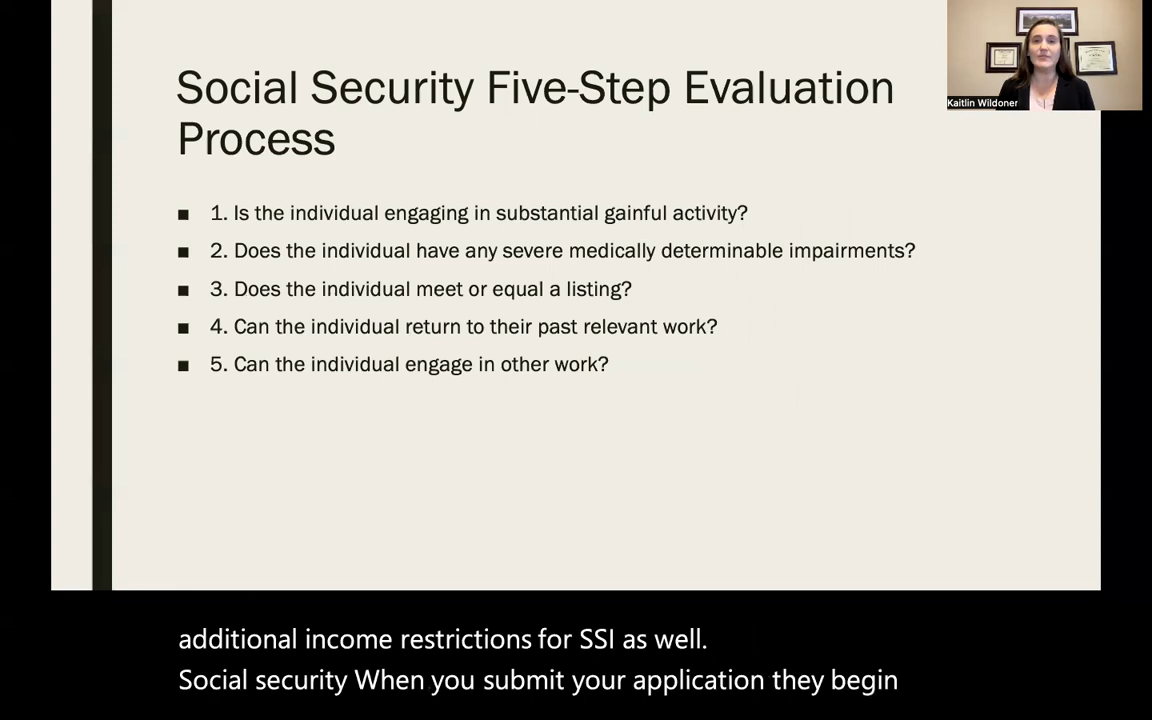 Social Security Five-Step Evaluation
Process
Kaitlin Wildoner
■ 1. Is the individual engaging in substantial gainful activity?
■ 2. Does the individual have any severe medically determinable impairments?
■ 3. Does the individual meet or equal a listing?
■ 4. Can the individual return to their past relevant work?
■ 5. Can the individual engage in other work?
additional income restrictions for SSI as well.
Social security When you submit your application they begin